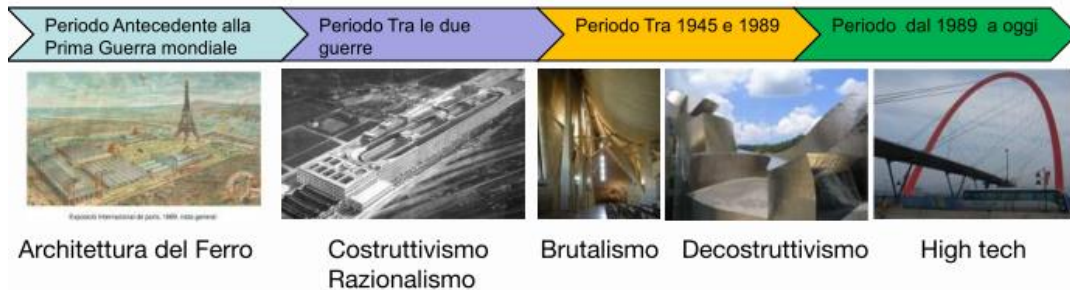 Periodo Antecedente alla
Prima Guerra mondiale
Periodo Tra le due
guerre
Periodo Tra 1945 e 1989
Periodo dal 1989 a oggi
Architettura del Ferro
Costruttivismo
Razionalismo
Brutalismo
Decostruttivismo
High tech